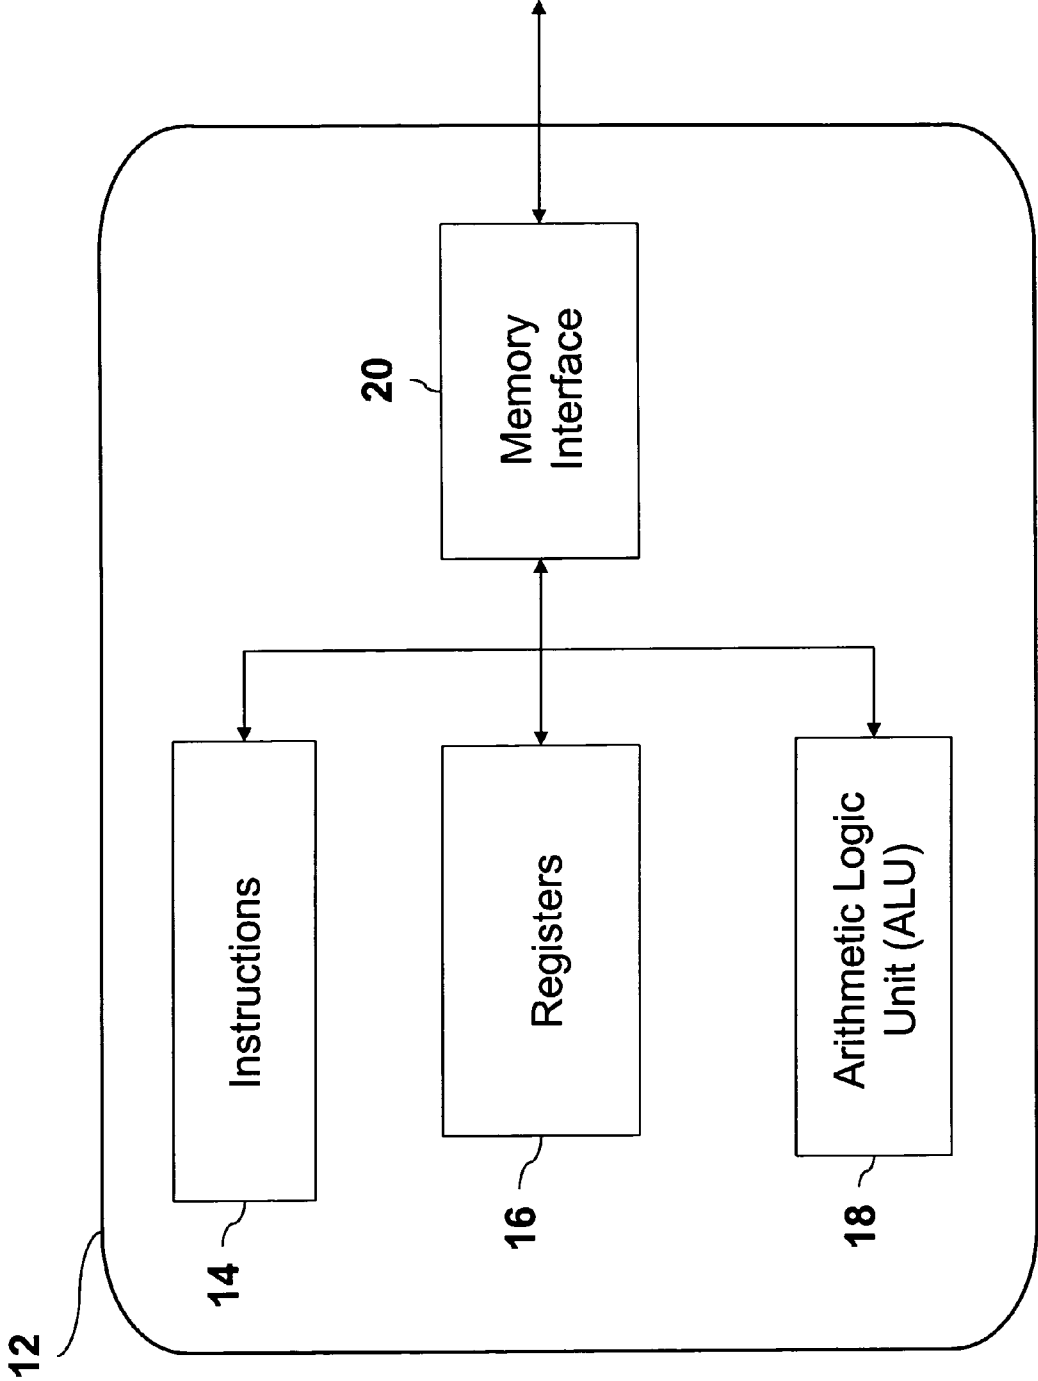 12
14
Instructions
16
Registers
18
Arithmetic Logic
Unit (ALU)
20
Memory
Interface